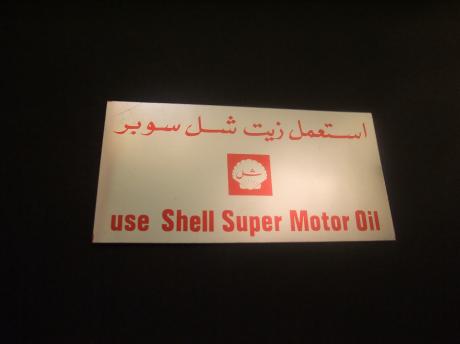 استعمل زيت شل سوبر
شل
use Shell Super Motor Oil